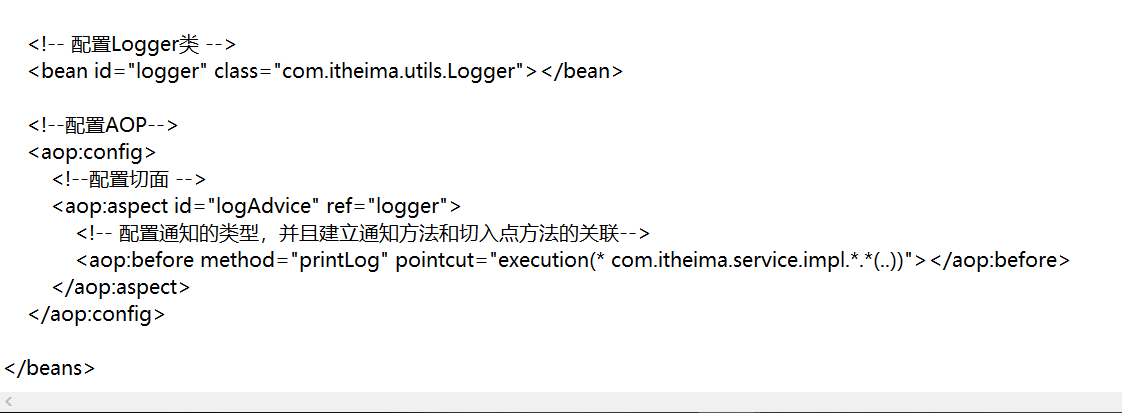 <!-- 配置Logger类 -->
<bean id="logger" class="com.itheima.utils.Logger"></bean>
<!--配置AOP-->
<aop:config>
<!--配置切面 -->
<aop:aspect id="logAdvice" ref="logger">
<!-- 配置通知的类型，并且建立通知方法和切入点方法的关联-->
<aop:before method="printLog" pointcut="execution(* com.itheima.service.impl.*.*(..))"></aop:before>
</aop:aspect>
</aop:config>
</beans>